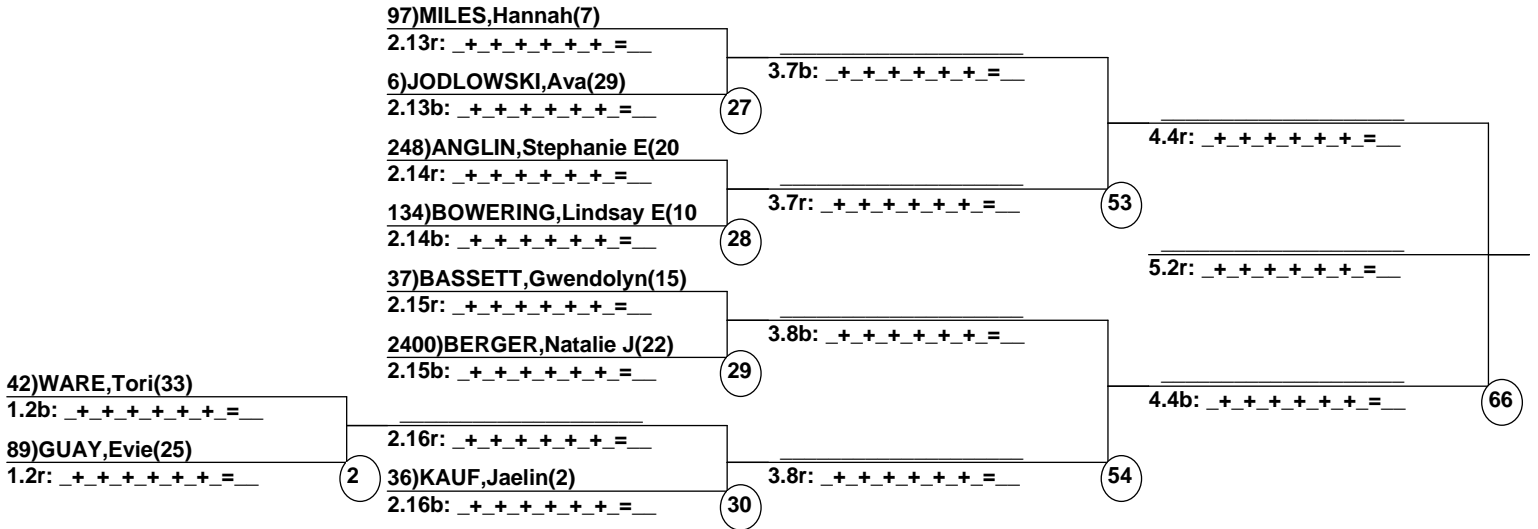 97)MILES,Hannah(7)
2.13r: _+_+_+_+_+_=__
6)JODLOWSKI,Ava(29)
2.13b: _+_+_+_+_+_=__
27
248)ANGLIN,Stephanie E(20
2.14r: _+_+_+_+_+_=__
134)BOWERING,Lindsay E(10
2.14b: _+_+_+_+_+_=__
28
37)BASSETT,Gwendolyn(15)
2.15r: _+_+_+_+_+_=__
2400)BERGER,Natalie J(22)
2.15b: _+_+_+_+_+_=__
29
42)WARE,Tori(33)
1.2b: _+_+_+_+_+_=__
89)GUAY,Evie(25)
1.2r: _+_+_+_+_+_=__
2
2.16r: _+_+_+_+_+_=__
36)KAUF,Jaelin(2)
2.16b: _+_+_+_+_+_=__
30
3.7b: _+_+_+_+_+_=__
3.7r: _+_+_+_+_+_=__
53
3.8b: _+_+_+_+_+_=__
3.8r: _+_+_+_+_+_=__
54
4.4r: _+_+_+_+_+_=__
5.2r: _+_+_+_+_+_=__
4.4b: _+_+_+_+_+_=__
66